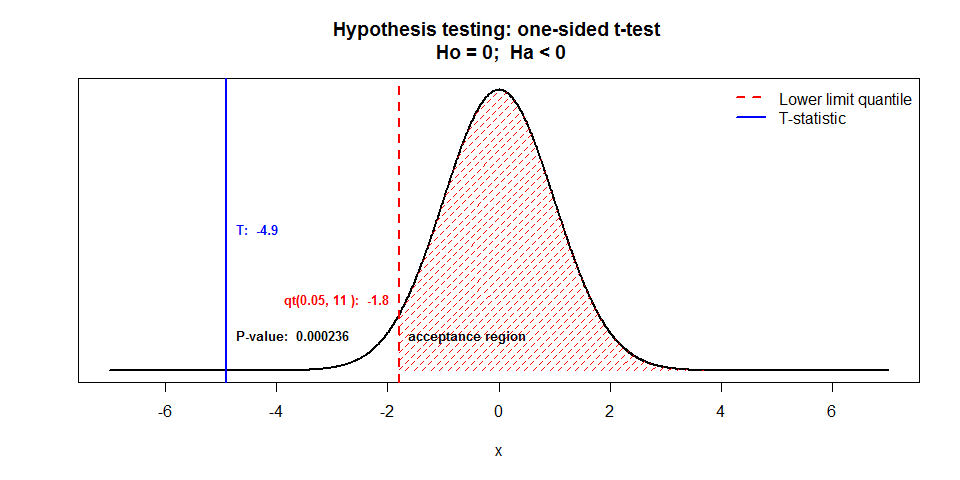 Hypothesis testing: one-sided t-test
Ho = 0;  Ha < 0
Lower limit quantile
T-statistic
T:  -4.9
qt(0.05, 11 ):  -1.8
P-value:  0.000236
acceptance region
-6 -4 -2 0 2 4 6
x